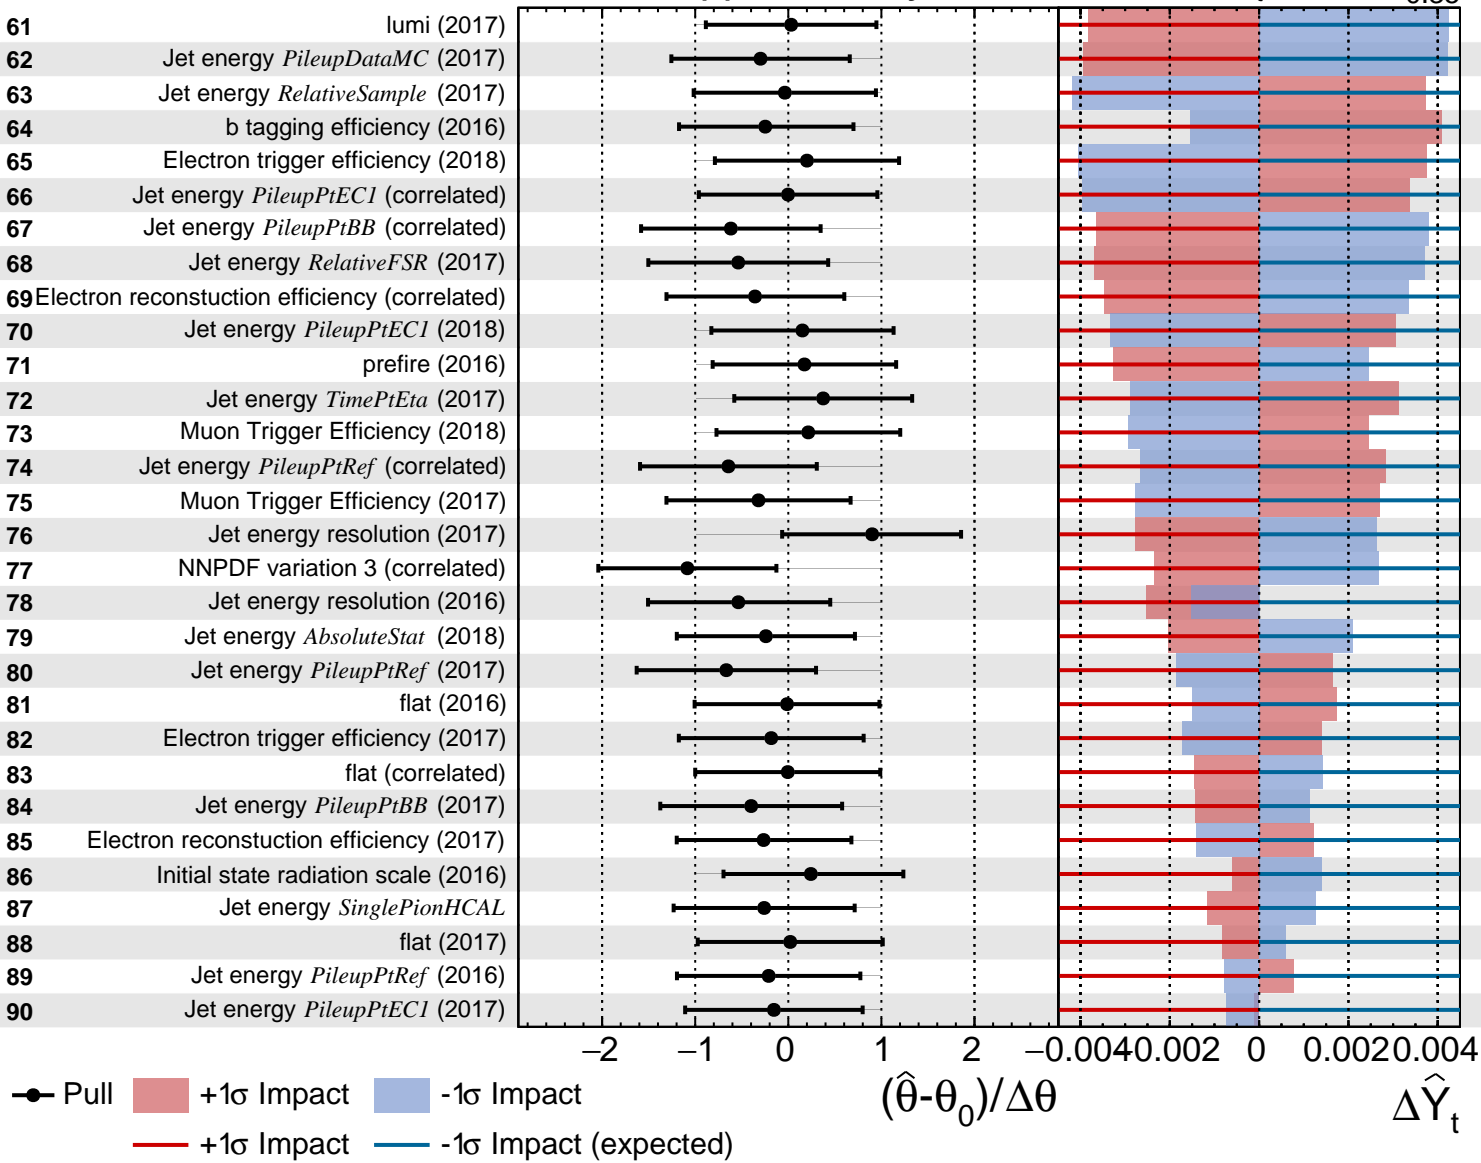 61 lumi (2017)
62 Jet energy PileupDataMC (2017)
63 Jet energy RelativeSample (2017)
64 b tagging efficiency (2016)
65 Electron trigger efficiency (2018)
66 Jet energy PileupPtEC1 (correlated)
67 Jet energy PileupPtBB (correlated)
68 Jet energy RelativeFSR (2017)
69 Electron reconstuction efficiency (correlated)
70 Jet energy PileupPtEC1 (2018)
71 prefire (2016)
72 Jet energy TimePtEta (2017)
73 Muon Trigger Efficiency (2018)
74 Jet energy PileupPtRef (correlated)
75 Muon Trigger Efficiency (2017)
76 Jet energy resolution (2017)
77 NNPDF variation 3 (correlated)
78 Jet energy resolution (2016)
79 Jet energy AbsoluteStat (2018)
80 Jet energy PileupPtRef (2017)
81 flat (2016)
82 Electron trigger efficiency (2017)
83 flat (correlated)
84 Jet energy PileupPtBB (2017)
85 Electron reconstuction efficiency (2017)
86 Initial state radiation scale (2016)
87 Jet energy SinglePionHCAL
88 flat (2017)
89 Jet energy PileupPtRef (2016)
90 Jet energy PileupPtEC1 (2017)
−2 −1 0 1 2 −0.004 −0.002 0 0.002 0.004
Pull +1σ Impact -1σ Impact (θ̂-θ₀)/Δθ ΔŶₜ
+1σ Impact -1σ Impact (expected)